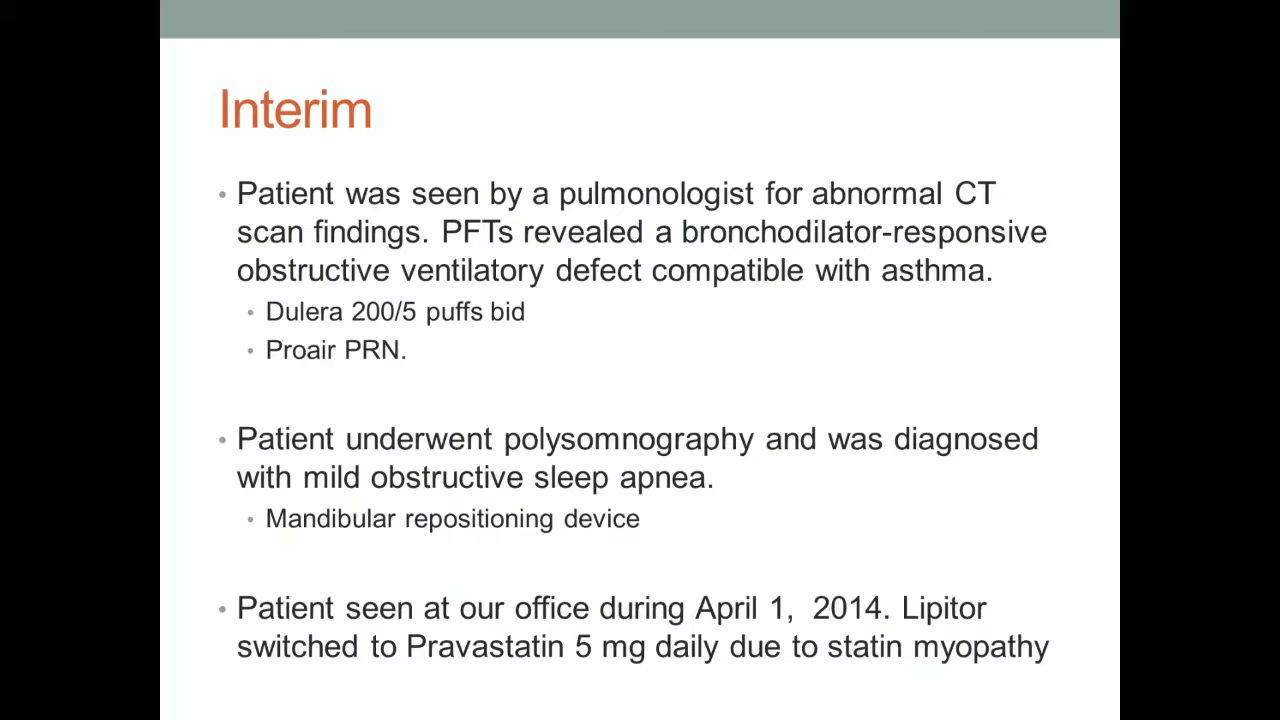 Interim
• Patient was seen by a pulmonologist for abnormal CT
scan findings. PFTs revealed a bronchodilator-responsive
obstructive ventilatory defect compatible with asthma.
• Dulera 200/5 puffs bid
• Proair PRN.
• Patient underwent polysomnography and was diagnosed
with mild obstructive sleep apnea.
• Mandibular repositioning device
• Patient seen at our office during April 1,  2014. Lipitor
switched to Pravastatin 5 mg daily due to statin myopathy